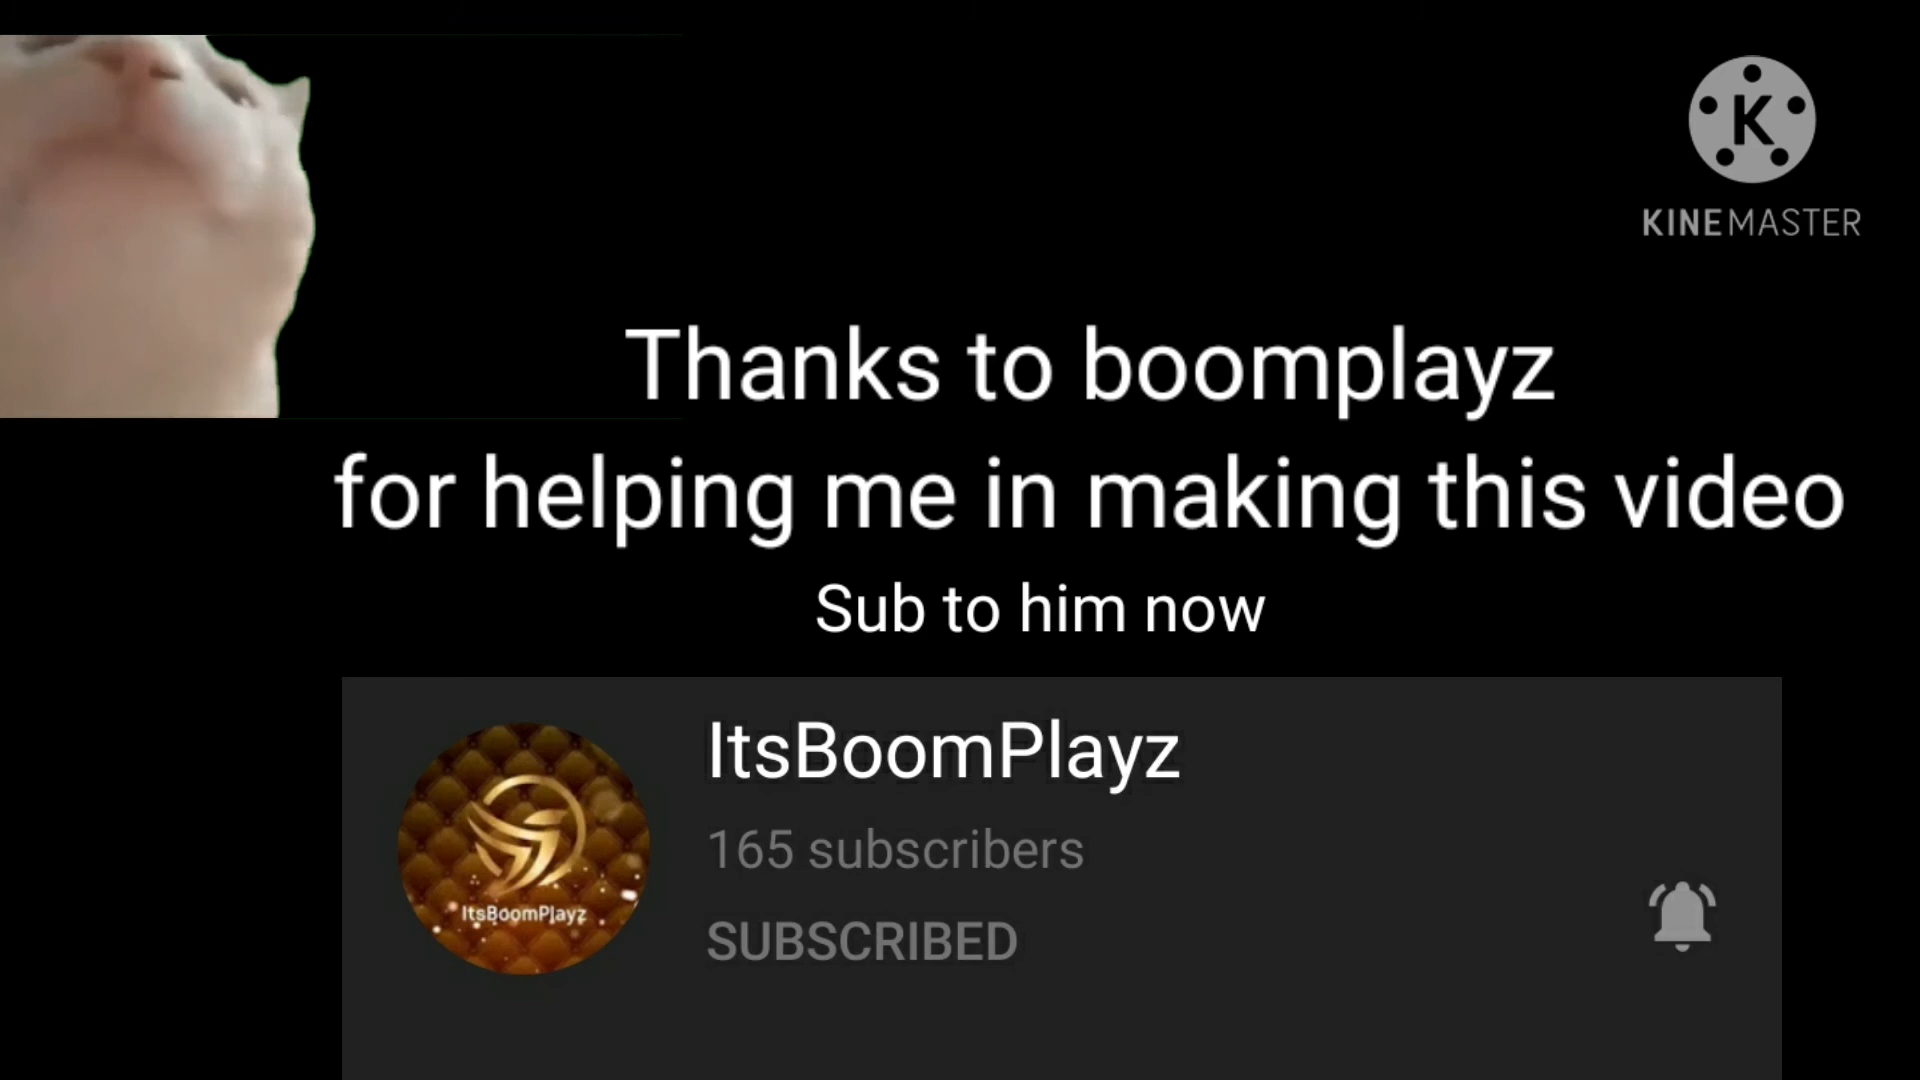 K
KINEMASTER
Thanks to boomplayz
for helping me in making this video
Sub to him now
ItsBoomPlayz
165 subscribers
SUBSCRIBED
ItsBoomPlayz